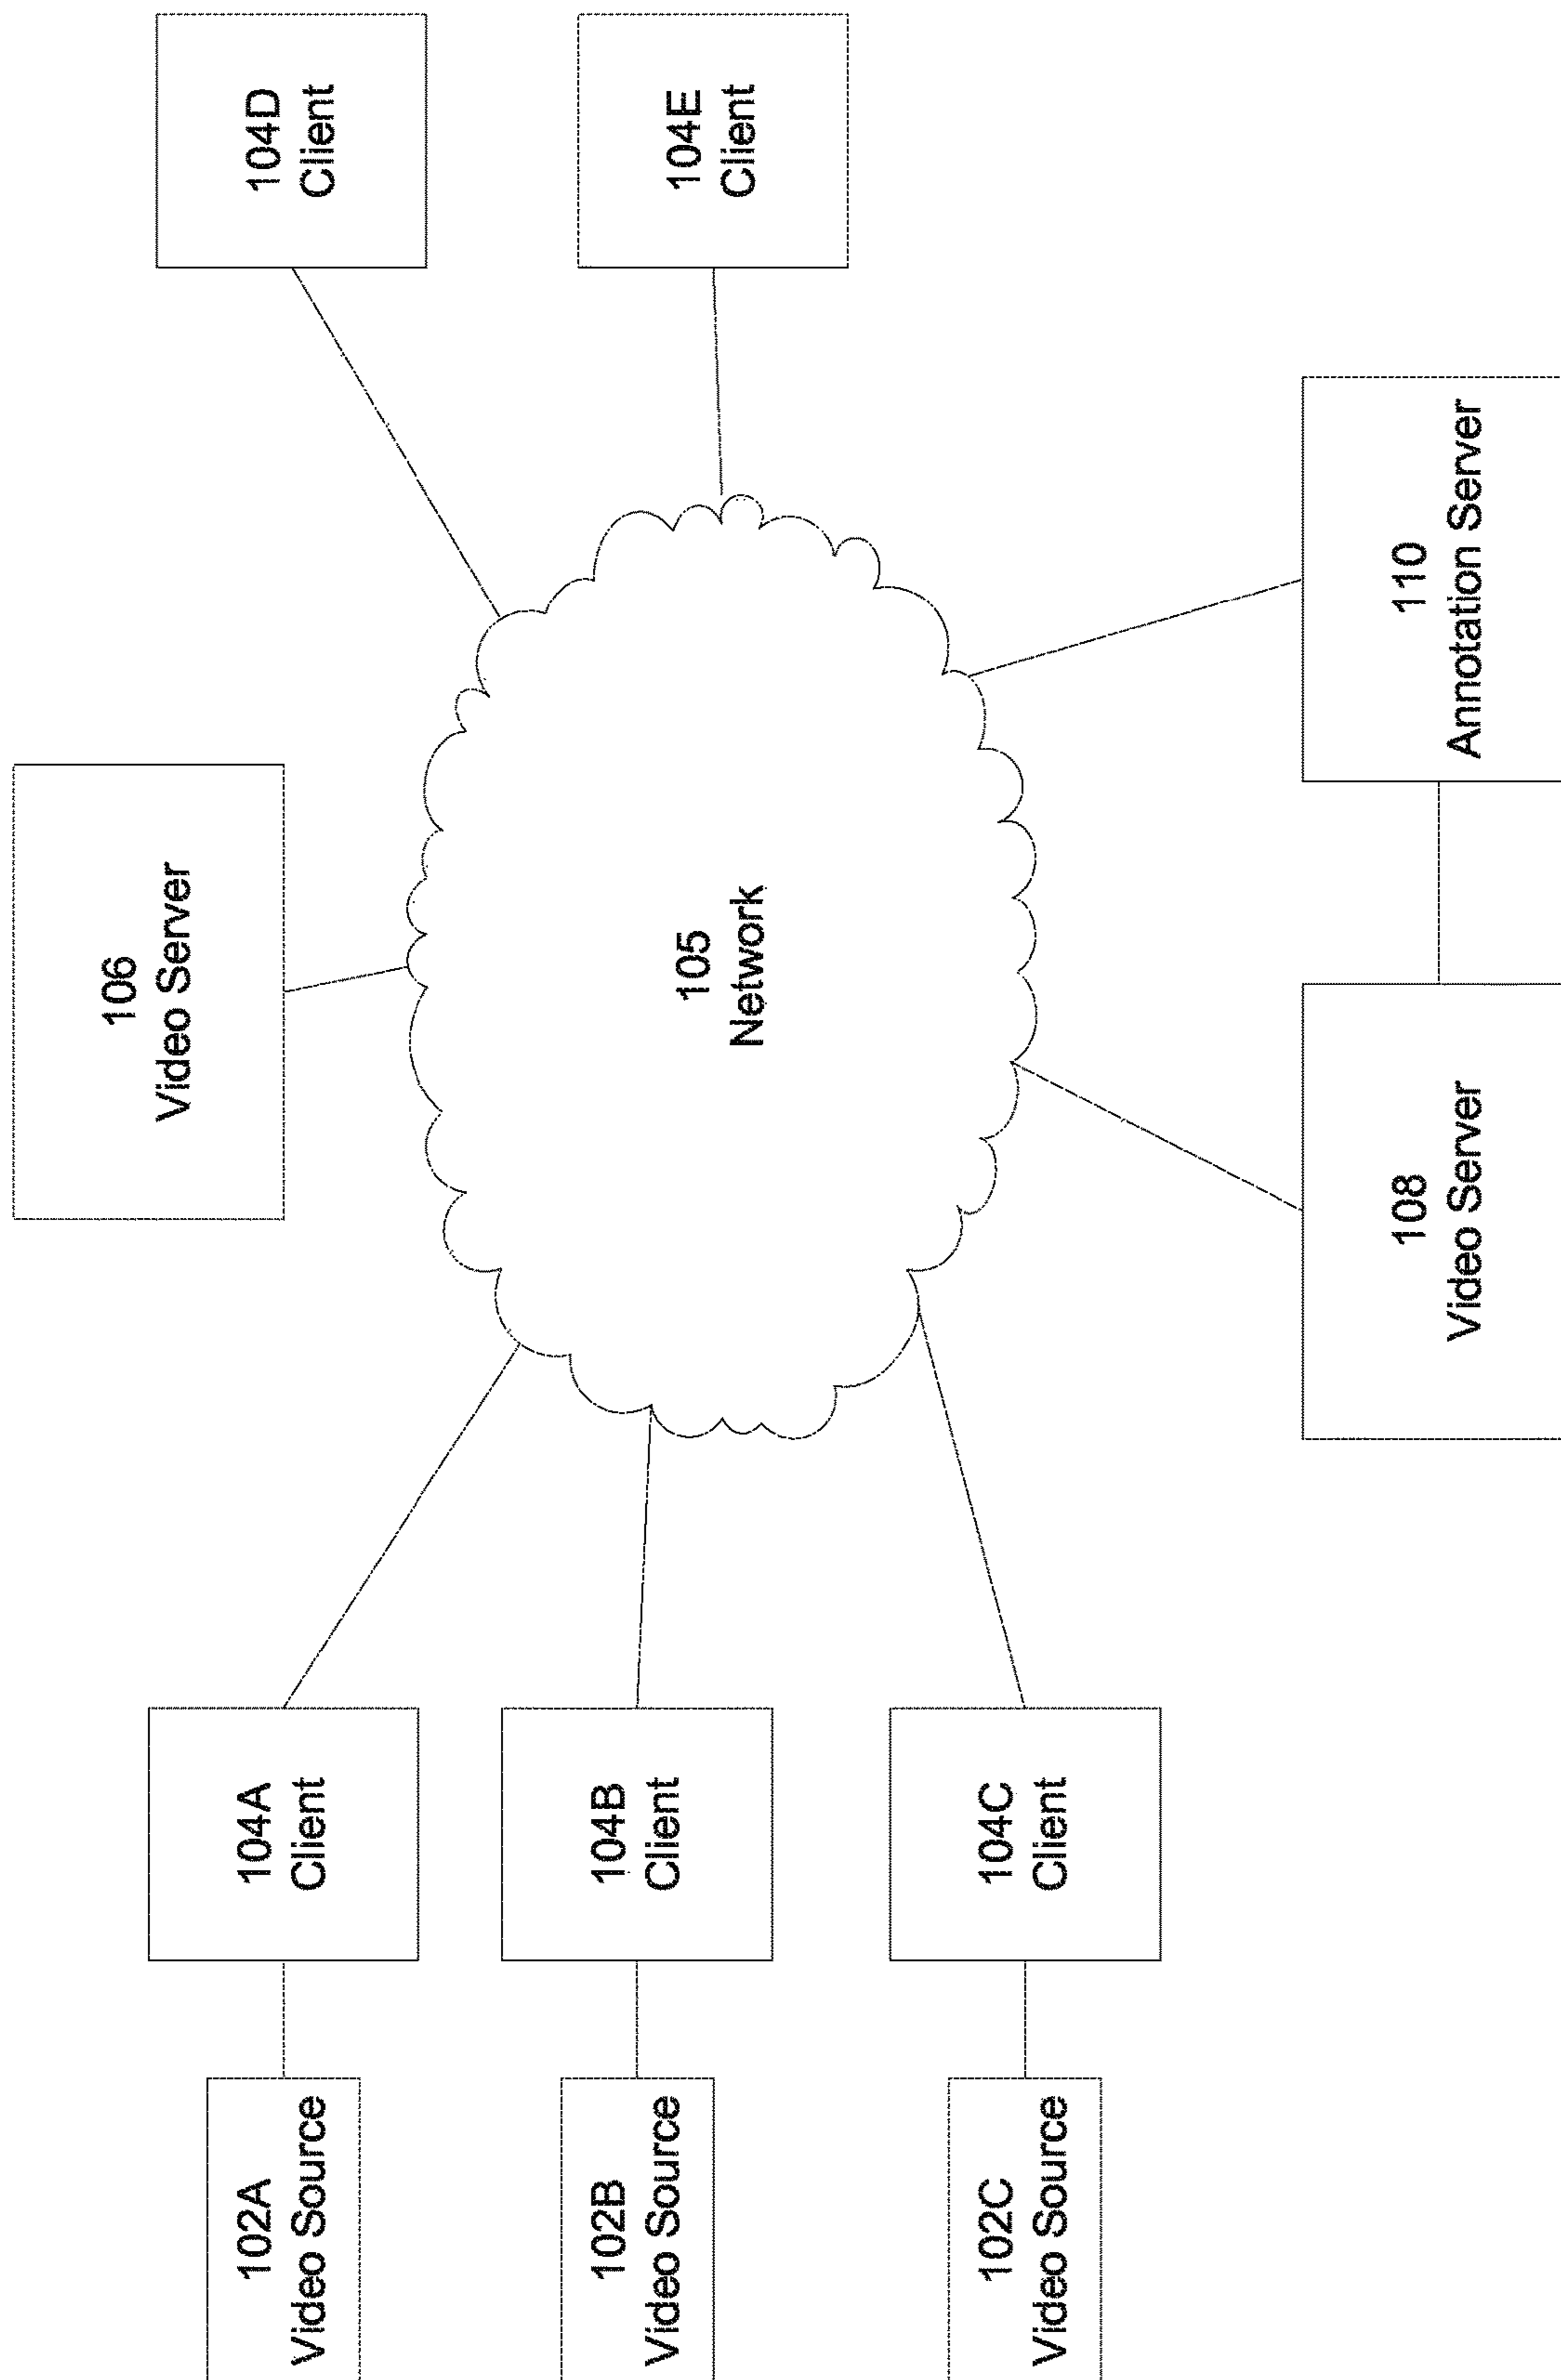 106
Video Server
102A
Video Source
104A
Client
104D
Client
102B
Video Source
104B
Client
105
Network
104E
Client
102C
Video Source
104C
Client
108
Video Server
110
Annotation Server